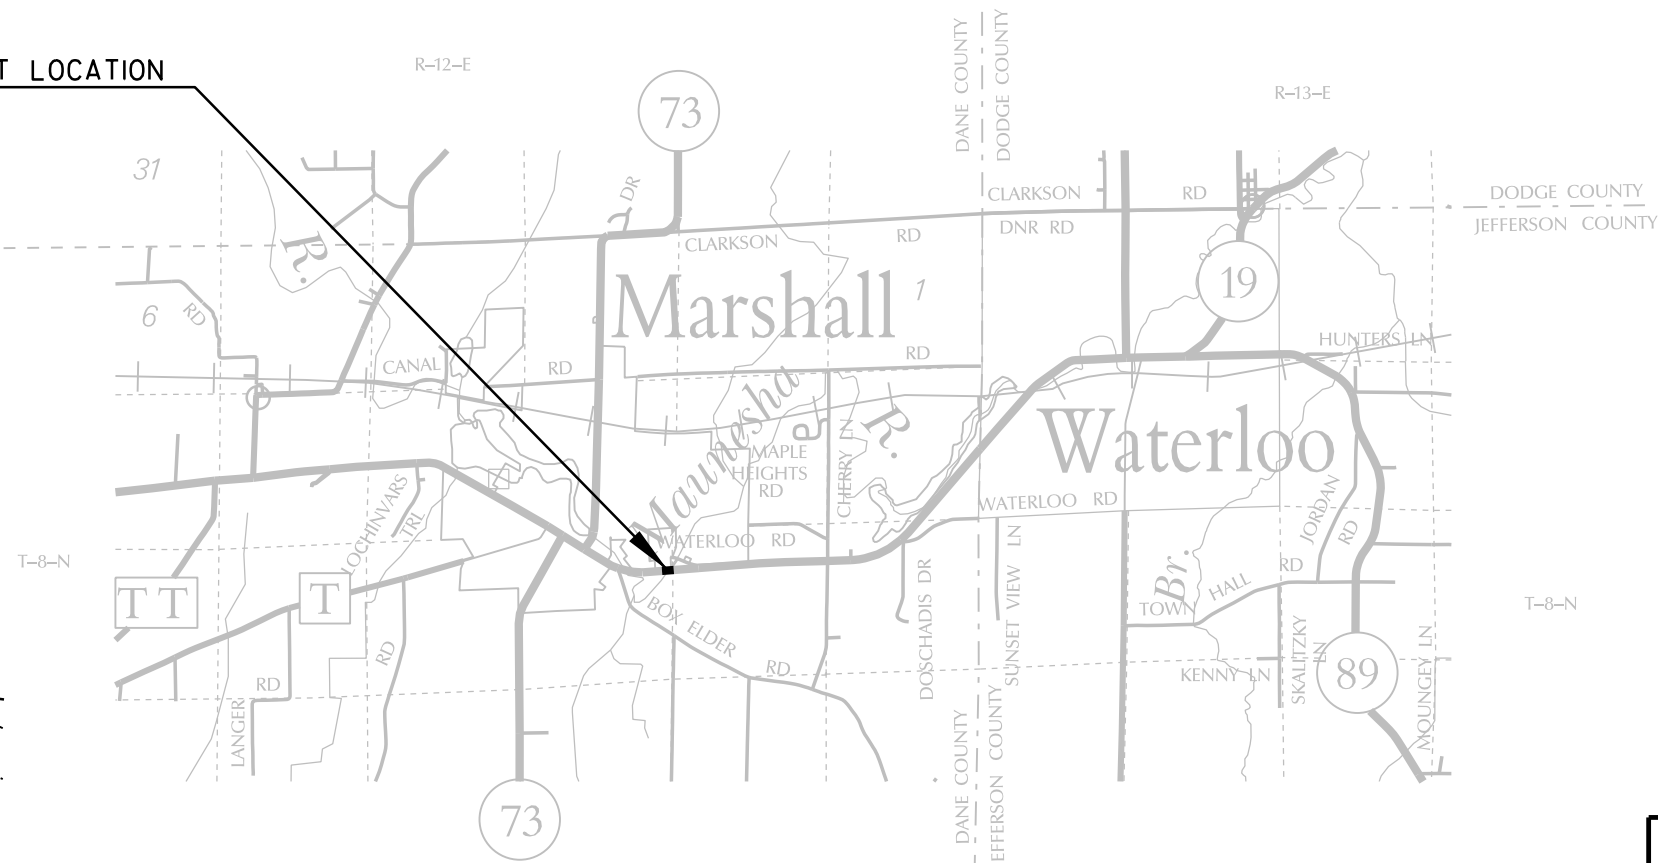 T LOCATION
R-12-E
73
DANE COUNTY
DODGE COUNTY
R-13-E
31
DR
CLARKSON
RD
DODGE COUNTY
JEFFERSON COUNTY
CLARKSON
RD
DNR RD
R.
Marshall
1
19
6
RD
HUNTERS LN
CANAL
RD
RD
Maunesha
R.
Waterloo
MAPLE
HEIGHTS
RD
CHERRY LN
WATERLOO RD
JORDAN
RD
LOCHINVARS
TRL
WATERLOO RD
T-8-N
DOSCHADIS DR
SUNSET VIEW LN
Br.
RD
HALL
TOWN
T-8-N
T T
T
BOX ELDER
RD
RD
RD
LANGER
KENNY LN
SKALITZKY
LN
89
MOUNGEY LN
DANE COUNTY
EFFERSON COUNTY
73